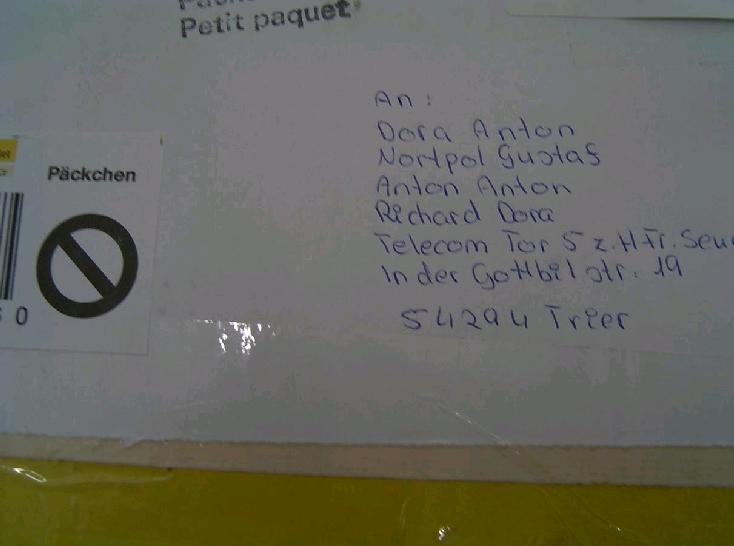 Petit paquet
An:
Dora Anton
Nortpol Gustaf
Anton Anton
Päckchen
Richard Dora
Telecom Tor 5 z.H Fr.
In der Gottbilstr. 19
54294 Trier
0